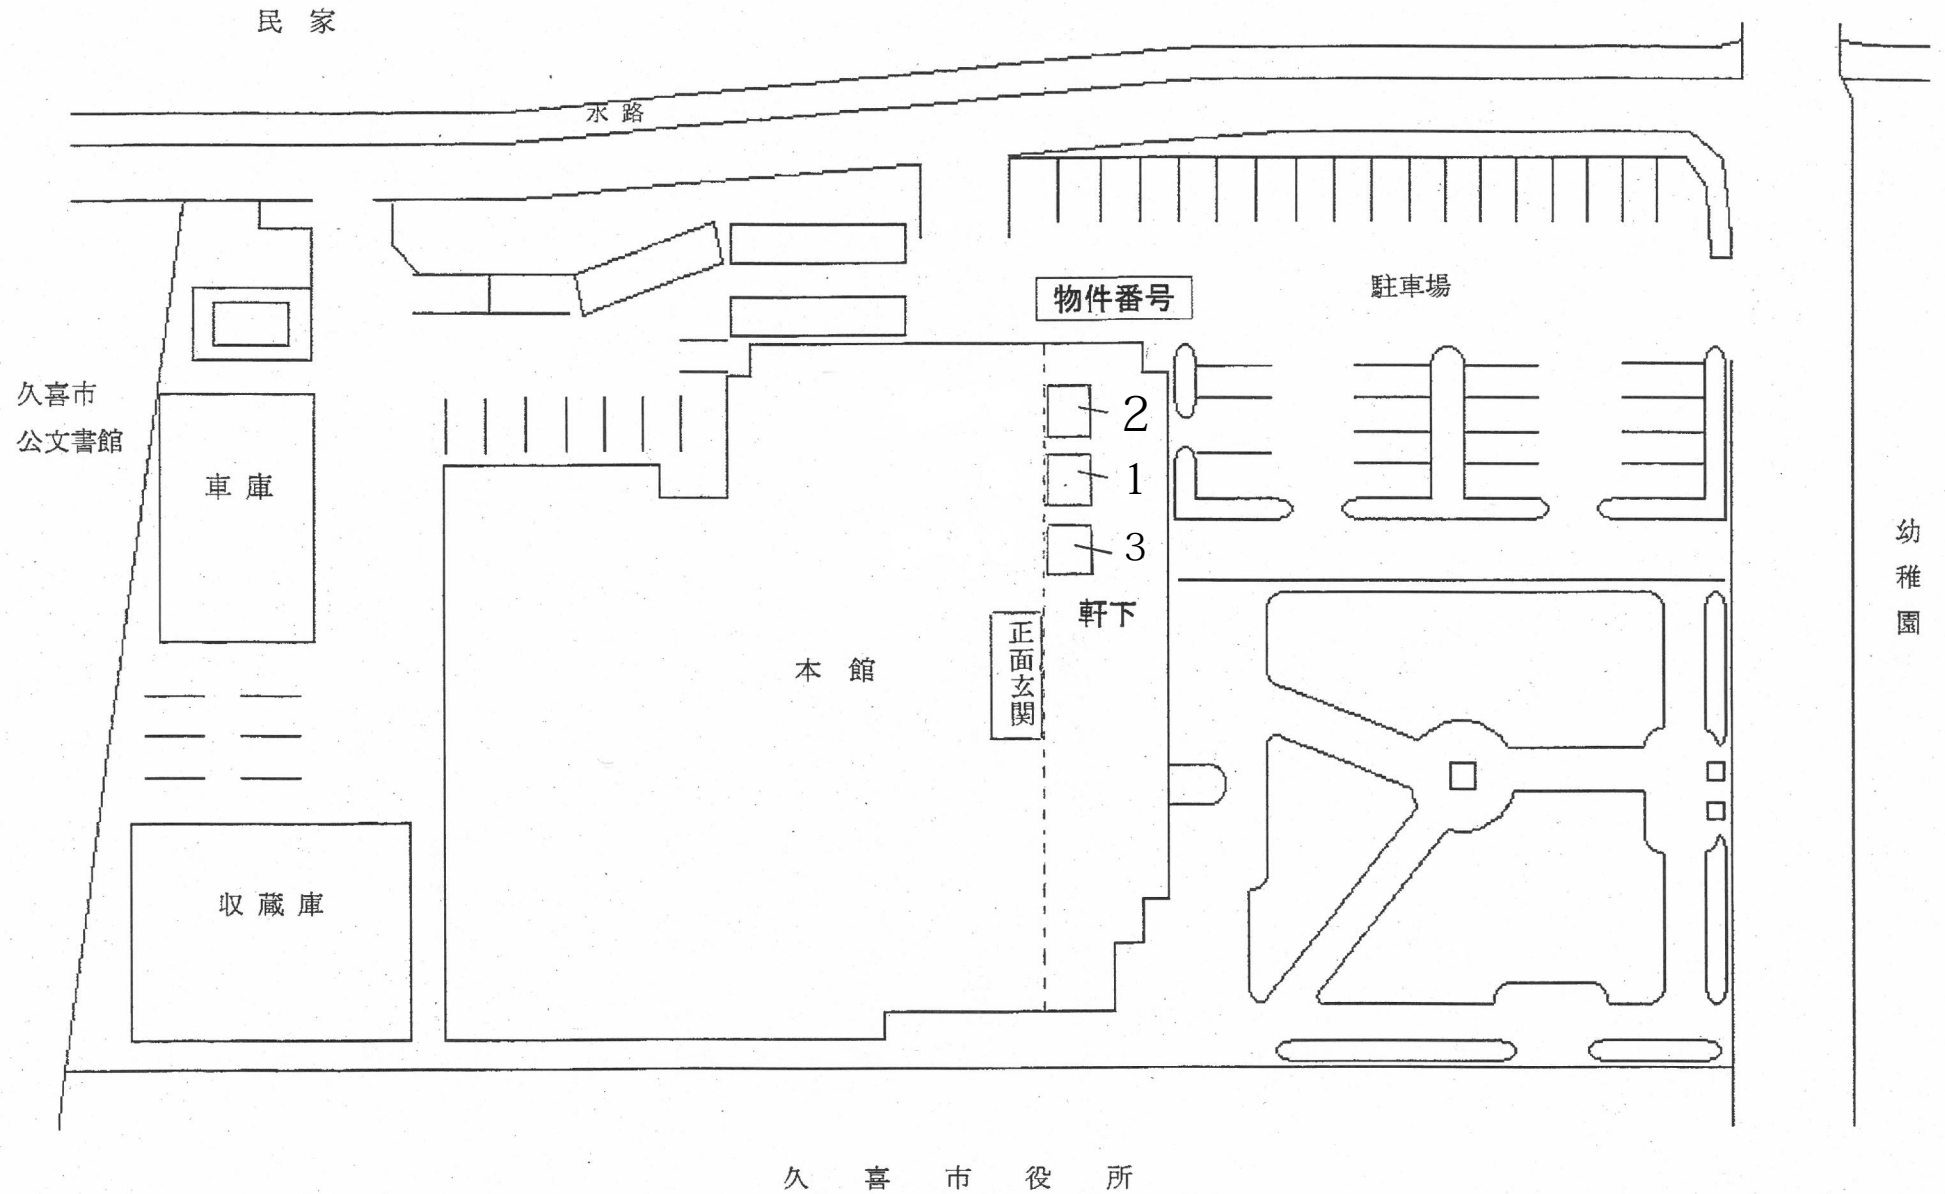 民家
水路
物件番号
駐車場
久喜市
公文書館
2
車庫
1
幼稚園
3
軒下
正面玄関
本館
収蔵庫
久喜市役所